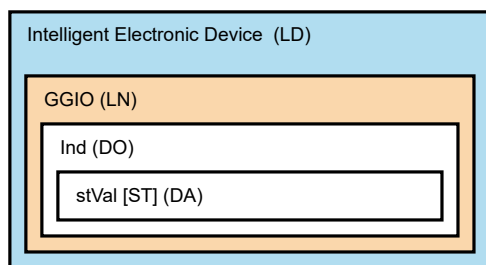 Intelligent Electronic Device  (LD)
GGIO (LN)
Ind (DO)
stVal [ST] (DA)